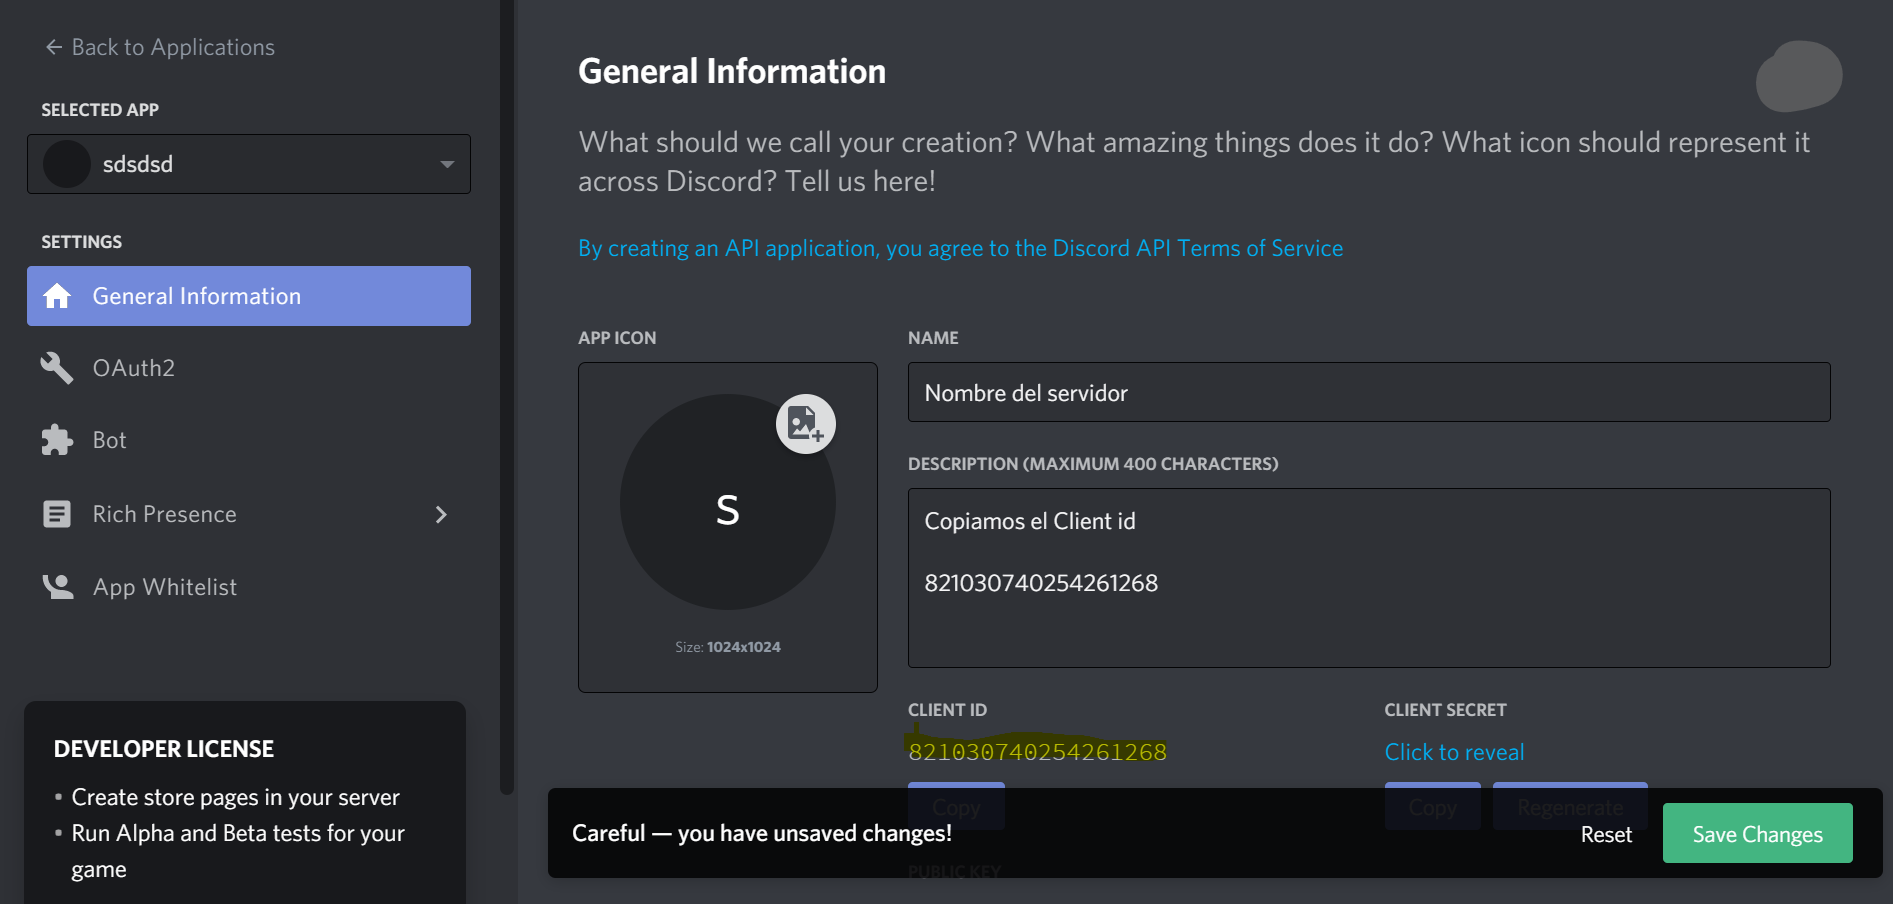 ← Back to Applications
SELECTED APP
sdsdsd
SETTINGS
General Information
OAuth2
Bot
Rich Presence
App Whitelist
DEVELOPER LICENSE
• Create store pages in your server
• Run Alpha and Beta tests for your
game
General Information
What should we call your creation? What amazing things does it do? What icon should represent it
across Discord? Tell us here!
By creating an API application, you agree to the Discord API Terms of Service
APP ICON
S
Size: 1024x1024
NAME
Nombre del servidor
DESCRIPTION (MAXIMUM 400 CHARACTERS)
Copiamos el Client id
821030740254261268
CLIENT ID
821030740254261268
Copy
CLIENT SECRET
Click to reveal
Copy Regenerate
Careful — you have unsaved changes!
Reset
Save Changes
PUBLIC KEY